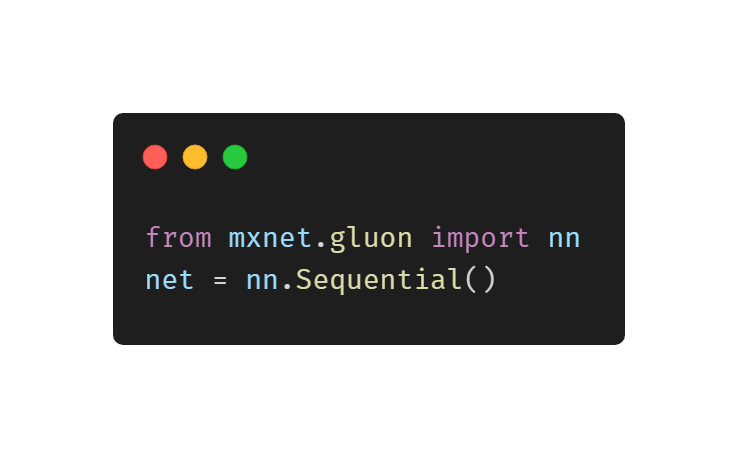 from mxnet.gluon import nn
net = nn.Sequential()